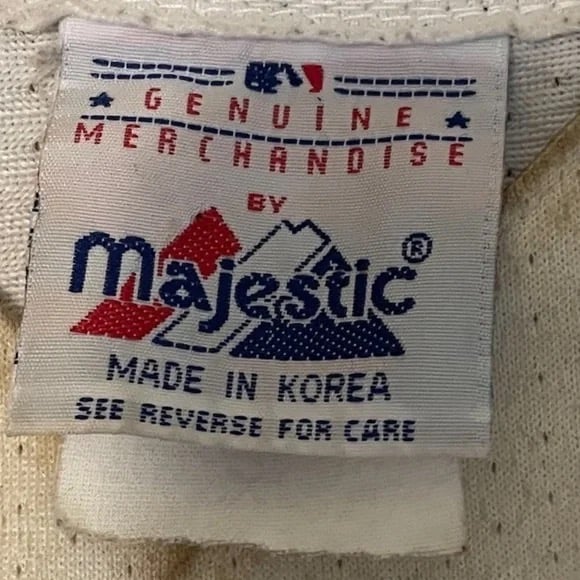 GENUINE
MERCHANDISE
BY
majestic®
MADE IN KOREA
SEE REVERSE FOR CARE